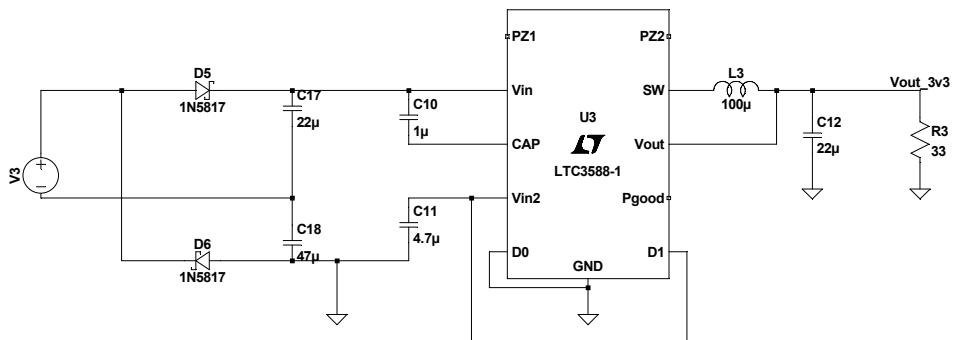 PZ1
PZ2
D5
1N5817
C17
22µ
Vin
C10
1µ
CAP
SW
L3
100µ
Vout_3v3
U3
LTC3588-1
Vout
C12
22µ
R3
33
V3
Vin2
C11
4.7µ
Pgood
C18
47µ
D6
1N5817
D0
D1
GND